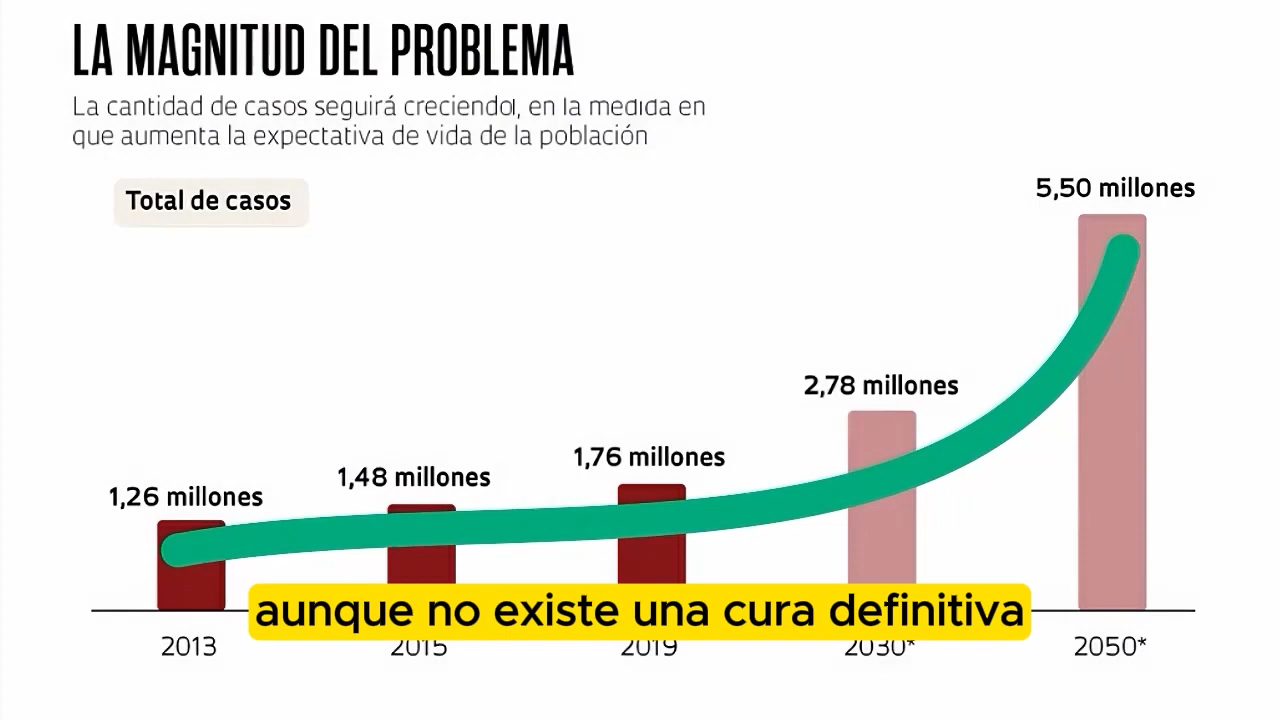 LA MAGNITUD DEL PROBLEMA
La cantidad de casos seguirá creciendol, en la medida en
que aumenta la expectativa de vida de la población
Total de casos
5,50 millones
2,78 millones
1,76 millones
1,48 millones
1,26 millones
aunque no existe una cura definitiva
2013 2015 2019 2030* 2050*